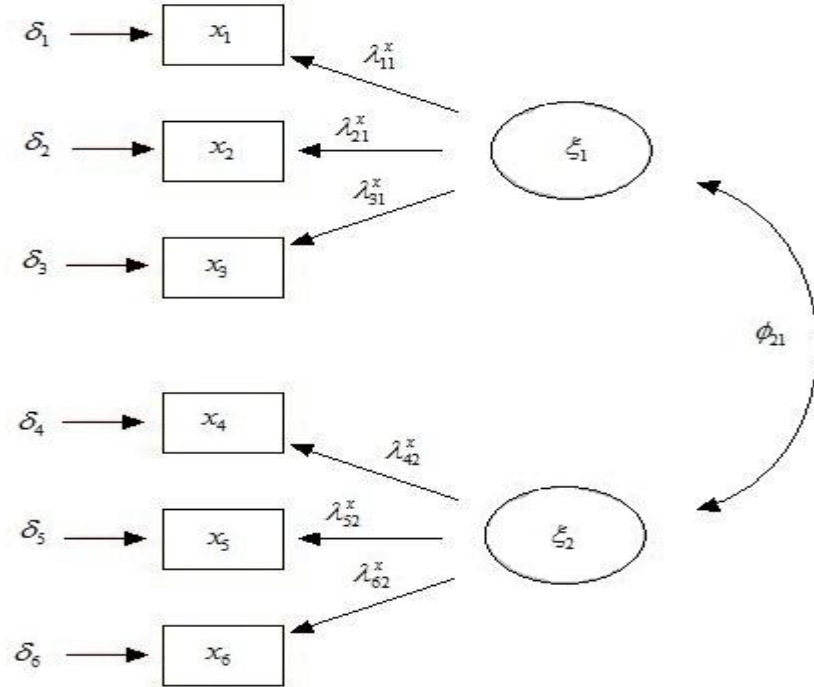 δ₁ x₁ λ₁₁ˣ
δ₂ x₂ λ₂₁ˣ ξ₁
δ₃ x₃ λ₃₁ˣ
ϕ₂₁
δ₄ x₄ λ₄₂ˣ
δ₅ x₅ λ₅₂ˣ ξ₂
δ₆ x₆ λ₆₂ˣ